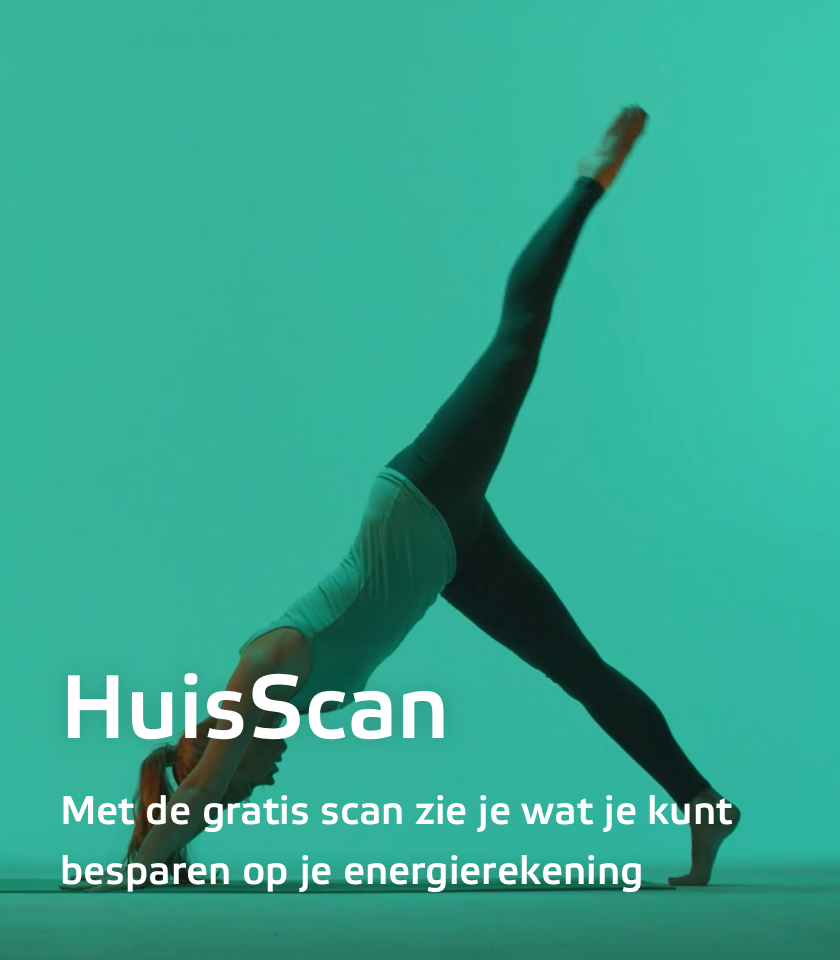 HuisScan
Met de gratis scan zie je wat je kunt
besparen op je energierekening